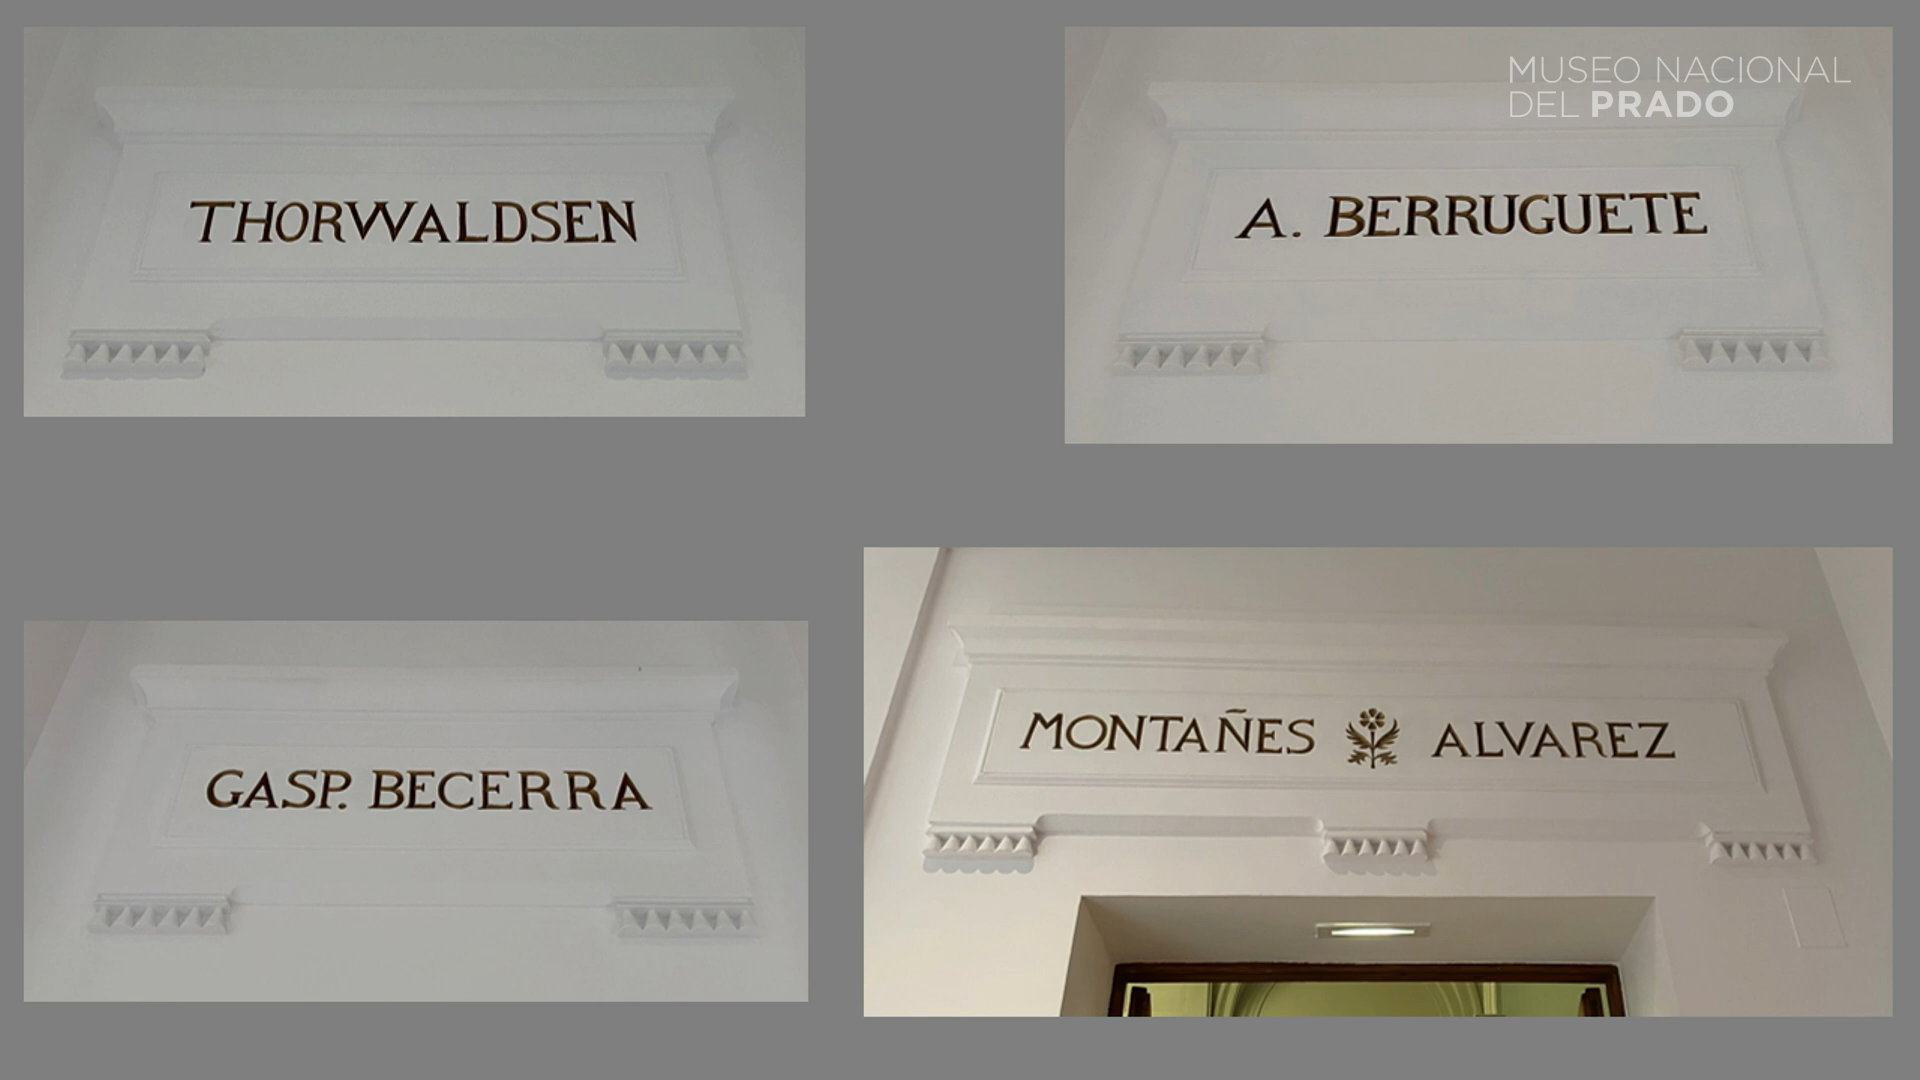 THORWALDSEN
MUSEO NACIONAL
DEL PRADO
A. BERRUGUETE
GASP. BECERRA
MONTAÑES ALVAREZ